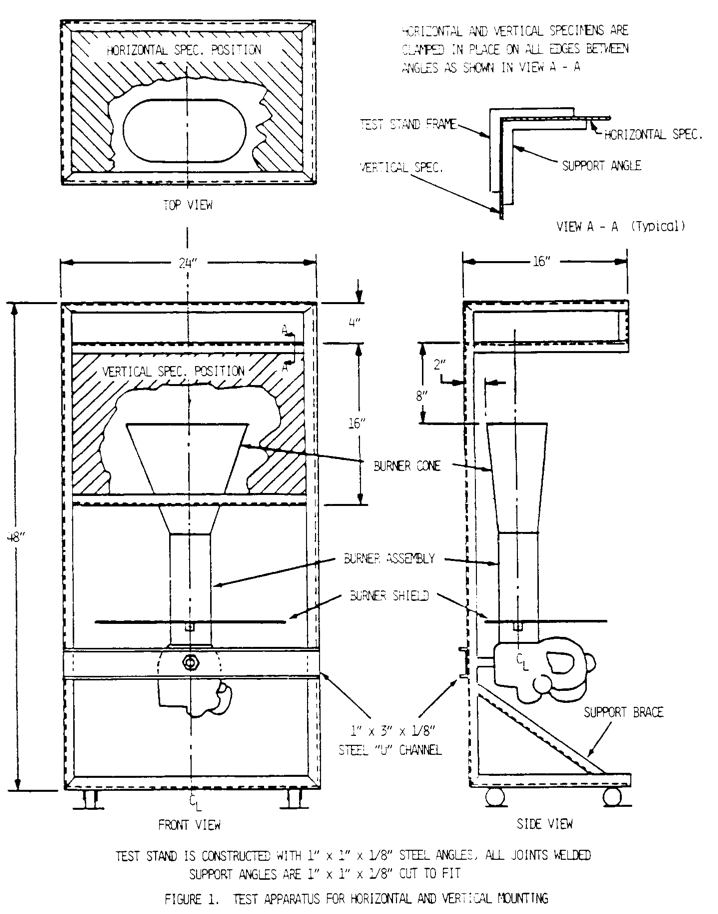 HORIZONTAL SPEC. POSITION
TOP VIEW
HORIZONTAL AND VERTICAL SPECIMENS ARE
CLAMPED IN PLACE ON ALL EDGES BETWEEN
ANGLES AS SHOWN IN VIEW A - A
TEST STAND FRAME
HORIZONTAL SPEC.
SUPPORT ANGLE
VERTICAL SPEC.
VIEW A - A (Typical)
24"
16"
4"
A
A
VERTICAL SPEC. POSITION
2"
8"
16"
BURNER CONE
48"
BURNER ASSEMBLY
BURNER SHIELD
CL
1" x 3" x 1/8"
STEEL "U" CHANNEL
SUPPORT BRACE
CL
FRONT VIEW
SIDE VIEW
TEST STAND IS CONSTRUCTED WITH 1" x 1" x 1/8" STEEL ANGLES, ALL JOINTS WELDED
SUPPORT ANGLES ARE 1" x 1" x 1/8" CUT TO FIT
FIGURE 1. TEST APPARATUS FOR HORIZONTAL AND VERTICAL MOUNTING